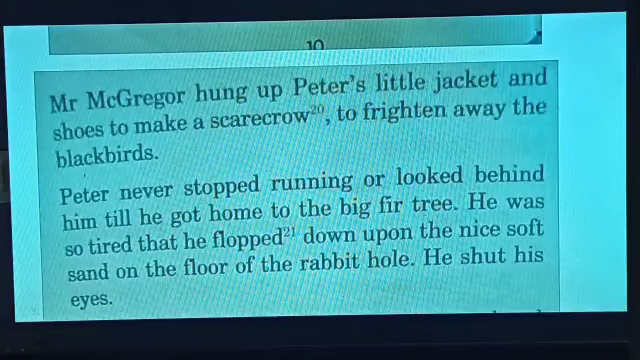 10
Mr McGregor hung up Peter's little jacket and
shoes to make a scarecrow²⁰, to frighten away the
blackbirds.
Peter never stopped running or looked behind
him till he got home to the big fir tree. He was
so tired that he flopped²¹ down upon the nice soft
sand on the floor of the rabbit hole. He shut his
eyes.